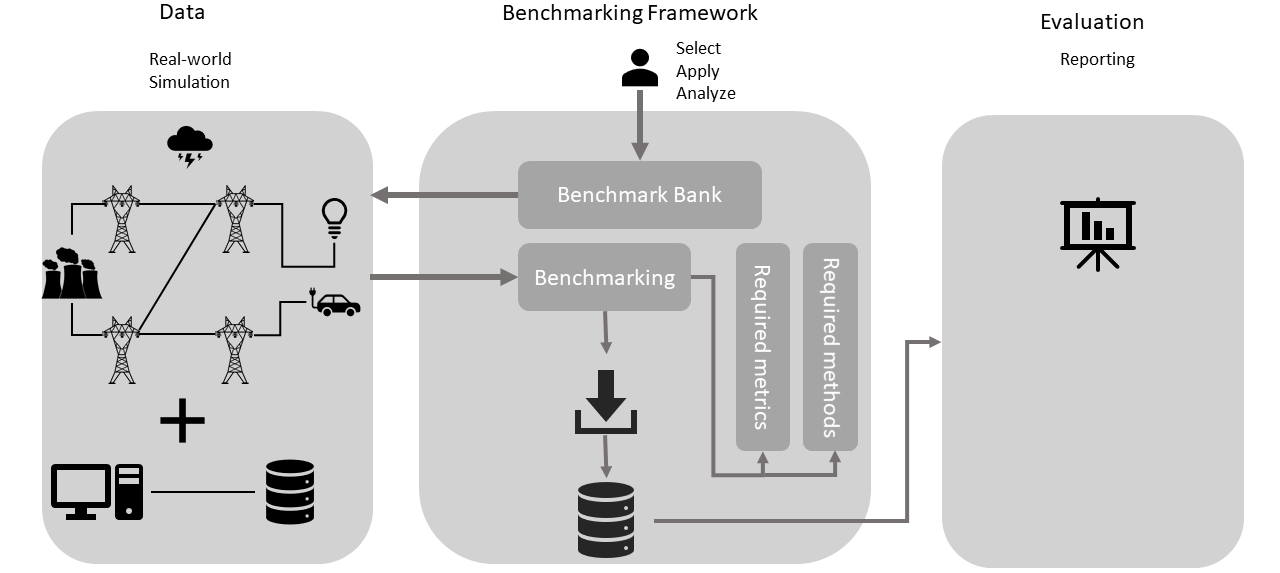 Data
Real-world
Simulation
Benchmarking Framework
Select
Apply
Analyze
Benchmark Bank
Benchmarking
Required metrics
Required methods
Evaluation
Reporting